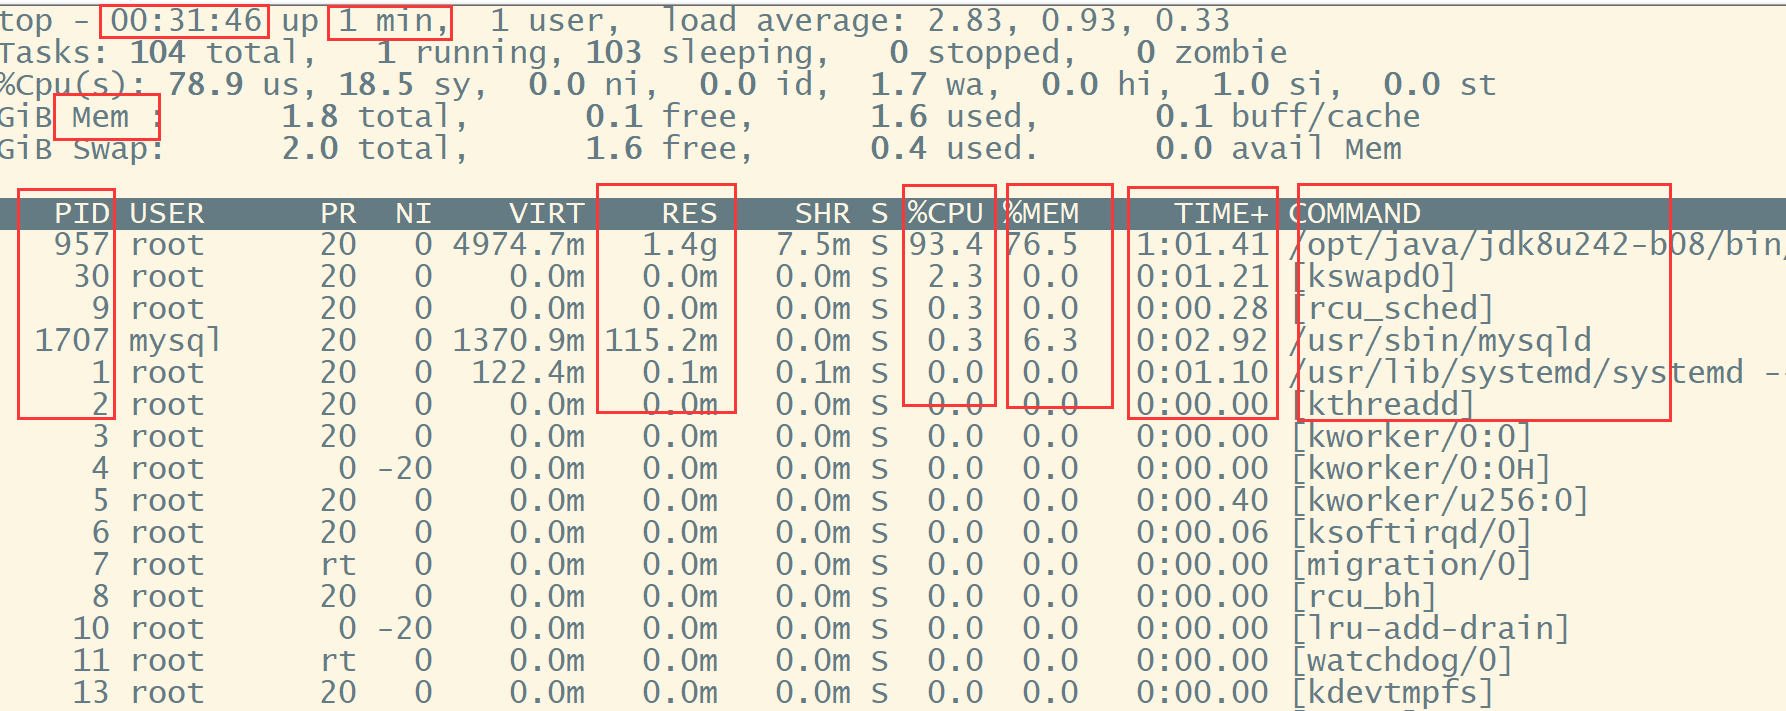 top - 00:31:46 up 1 min,  1 user,  load average: 2.83, 0.93, 0.33
Tasks: 104 total,   1 running, 103 sleeping,   0 stopped,   0 zombie
%Cpu(s): 78.9 us, 18.5 sy,  0.0 ni,  0.0 id,  1.7 wa,  0.0 hi,  1.0 si,  0.0 st
GiB Mem :      1.8 total,      0.1 free,      1.6 used,      0.1 buff/cache
GiB Swap:      2.0 total,      1.6 free,      0.4 used.      0.0 avail Mem
PID USER      PR  NI    VIRT    RES    SHR S %CPU %MEM     TIME+ COMMAND
957 root      20   0 4974.7m   1.4g   7.5m S 93.4 76.5   1:01.41 /opt/java/jdk8u242-b08/bin/
30 root      20   0    0.0m   0.0m   0.0m S  2.3  0.0   0:01.21 [kswapd0]
9 root      20   0    0.0m   0.0m   0.0m S  0.3  0.0   0:00.28 [rcu_sched]
1707 mysql     20   0 1370.9m 115.2m   0.0m S  0.3  6.3   0:02.92 /usr/sbin/mysqld
1 root      20   0  122.4m   0.1m   0.1m S  0.0  0.0   0:01.10 /usr/lib/systemd/systemd --
2 root      20   0    0.0m   0.0m   0.0m S  0.0  0.0   0:00.00 [kthreadd]
3 root      20   0    0.0m   0.0m   0.0m S  0.0  0.0   0:00.00 [kworker/0:0]
4 root       0 -20    0.0m   0.0m   0.0m S  0.0  0.0   0:00.00 [kworker/0:0H]
5 root      20   0    0.0m   0.0m   0.0m S  0.0  0.0   0:00.40 [kworker/u256:0]
6 root      20   0    0.0m   0.0m   0.0m S  0.0  0.0   0:00.06 [ksoftirqd/0]
7 root      rt   0    0.0m   0.0m   0.0m S  0.0  0.0   0:00.00 [migration/0]
8 root      20   0    0.0m   0.0m   0.0m S  0.0  0.0   0:00.00 [rcu_bh]
10 root       0 -20    0.0m   0.0m   0.0m S  0.0  0.0   0:00.00 [lru-add-drain]
11 root      rt   0    0.0m   0.0m   0.0m S  0.0  0.0   0:00.00 [watchdog/0]
13 root      20   0    0.0m   0.0m   0.0m S  0.0  0.0   0:00.00 [kdevtmpfs]